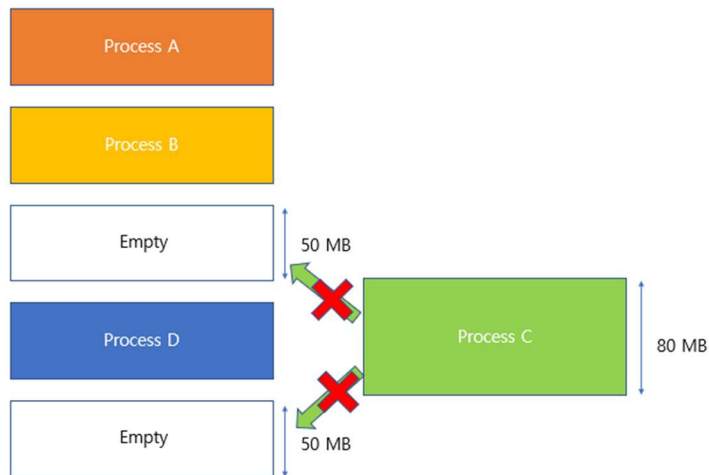 Process A
Process B
Empty
50 MB
Process D
Process C
80 MB
Empty
50 MB